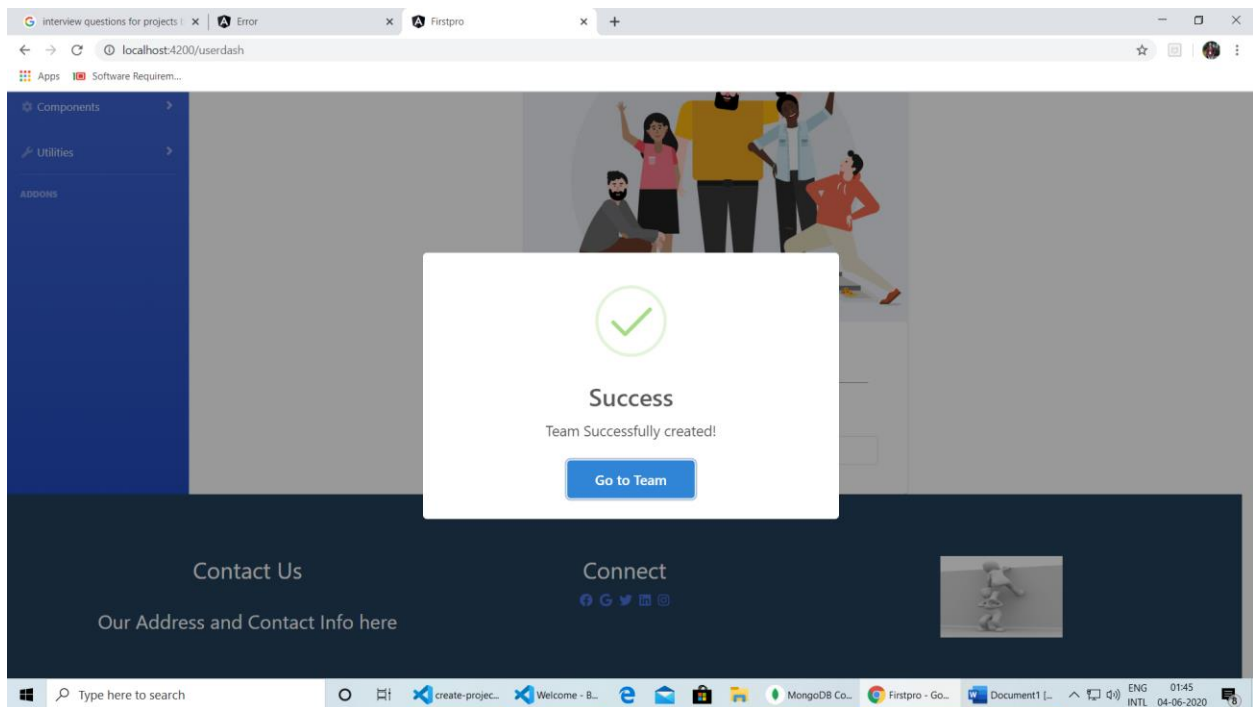 interview questions for projects
Error
Firstpro
localhost:4200/userdash
Apps
Software Requirem...
Components
Utilities
ADDONS
Success
Team Successfully created!
Go to Team
Contact Us
Our Address and Contact Info here
Connect
Type here to search
create-projec...
Welcome - B...
MongoDB Co...
Firstpro - Go...
Document1 [...
ENG
INTL
01:45
04-06-2020
8